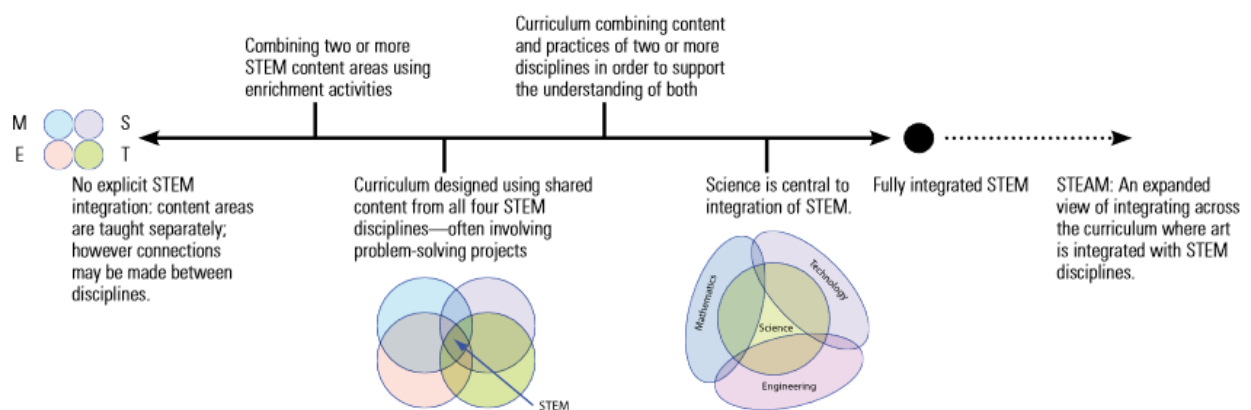 Combining two or more
STEM content areas using
enrichment activities
Curriculum combining content
and practices of two or more
disciplines in order to support
the understanding of both
M S
E T
No explicit STEM
integration: content areas
are taught separately;
however connections
may be made between
disciplines.
Curriculum designed using shared
content from all four STEM
disciplines—often involving
problem-solving projects
STEM
Science is central to
integration of STEM.
Mathematics
Technology
Science
Engineering
Fully integrated STEM
STEAM: An expanded
view of integrating across
the curriculum where art
is integrated with STEM
disciplines.